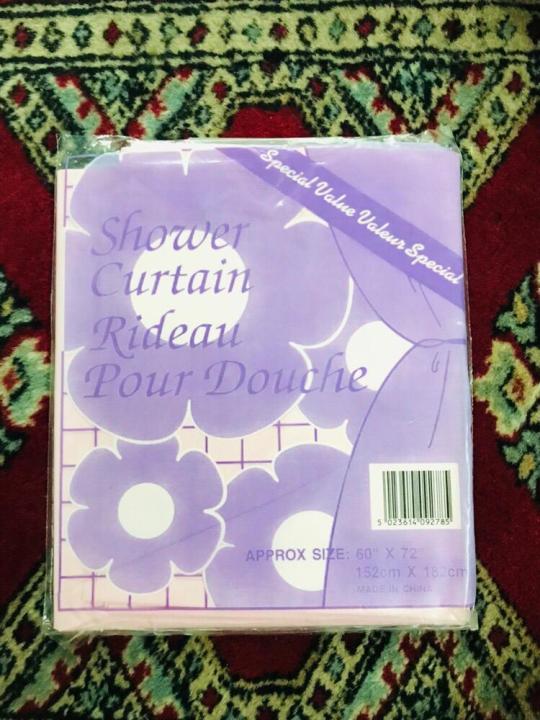 Special Value Valeur Special
Shower
Curtain
Rideau
Pour Douche
5 023614 092785
APPROX SIZE: 60" X 72"
152cm X 182cm
MADE IN CHINA